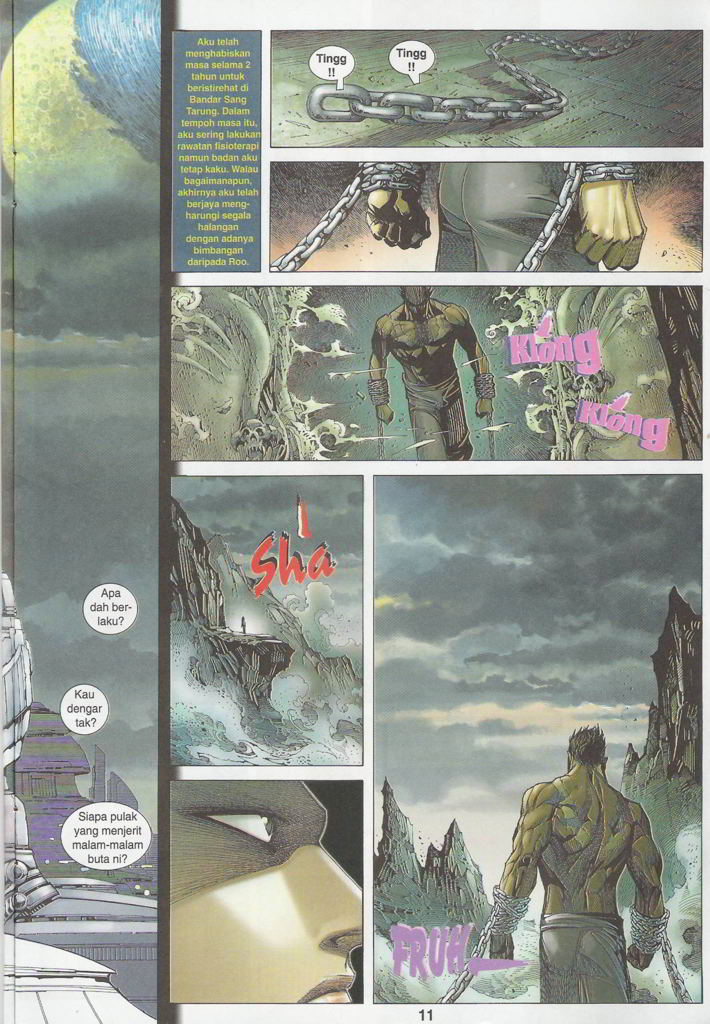 Aku telah
menghabiskan
masa selama 2
tahun untuk
beristirehat di
Bandar Sang
Tarung. Dalam
tempoh masa itu,
aku sering lakukan
rawatan fisioterapi
namun badan aku
tetap kaku. Walau
bagaimanapun,
akhirnya aku telah
berjaya meng-
harungi segala
halangan
dengan adanya
bimbangan
daripada Roo.
Tingg
!!
Tingg
!!
Klong
Klong
Sha
Apa
dah ber-
laku?
Kau
dengar
tak?
Siapa pulak
yang menjerit
malam-malam
buta ni?
FRUH
11